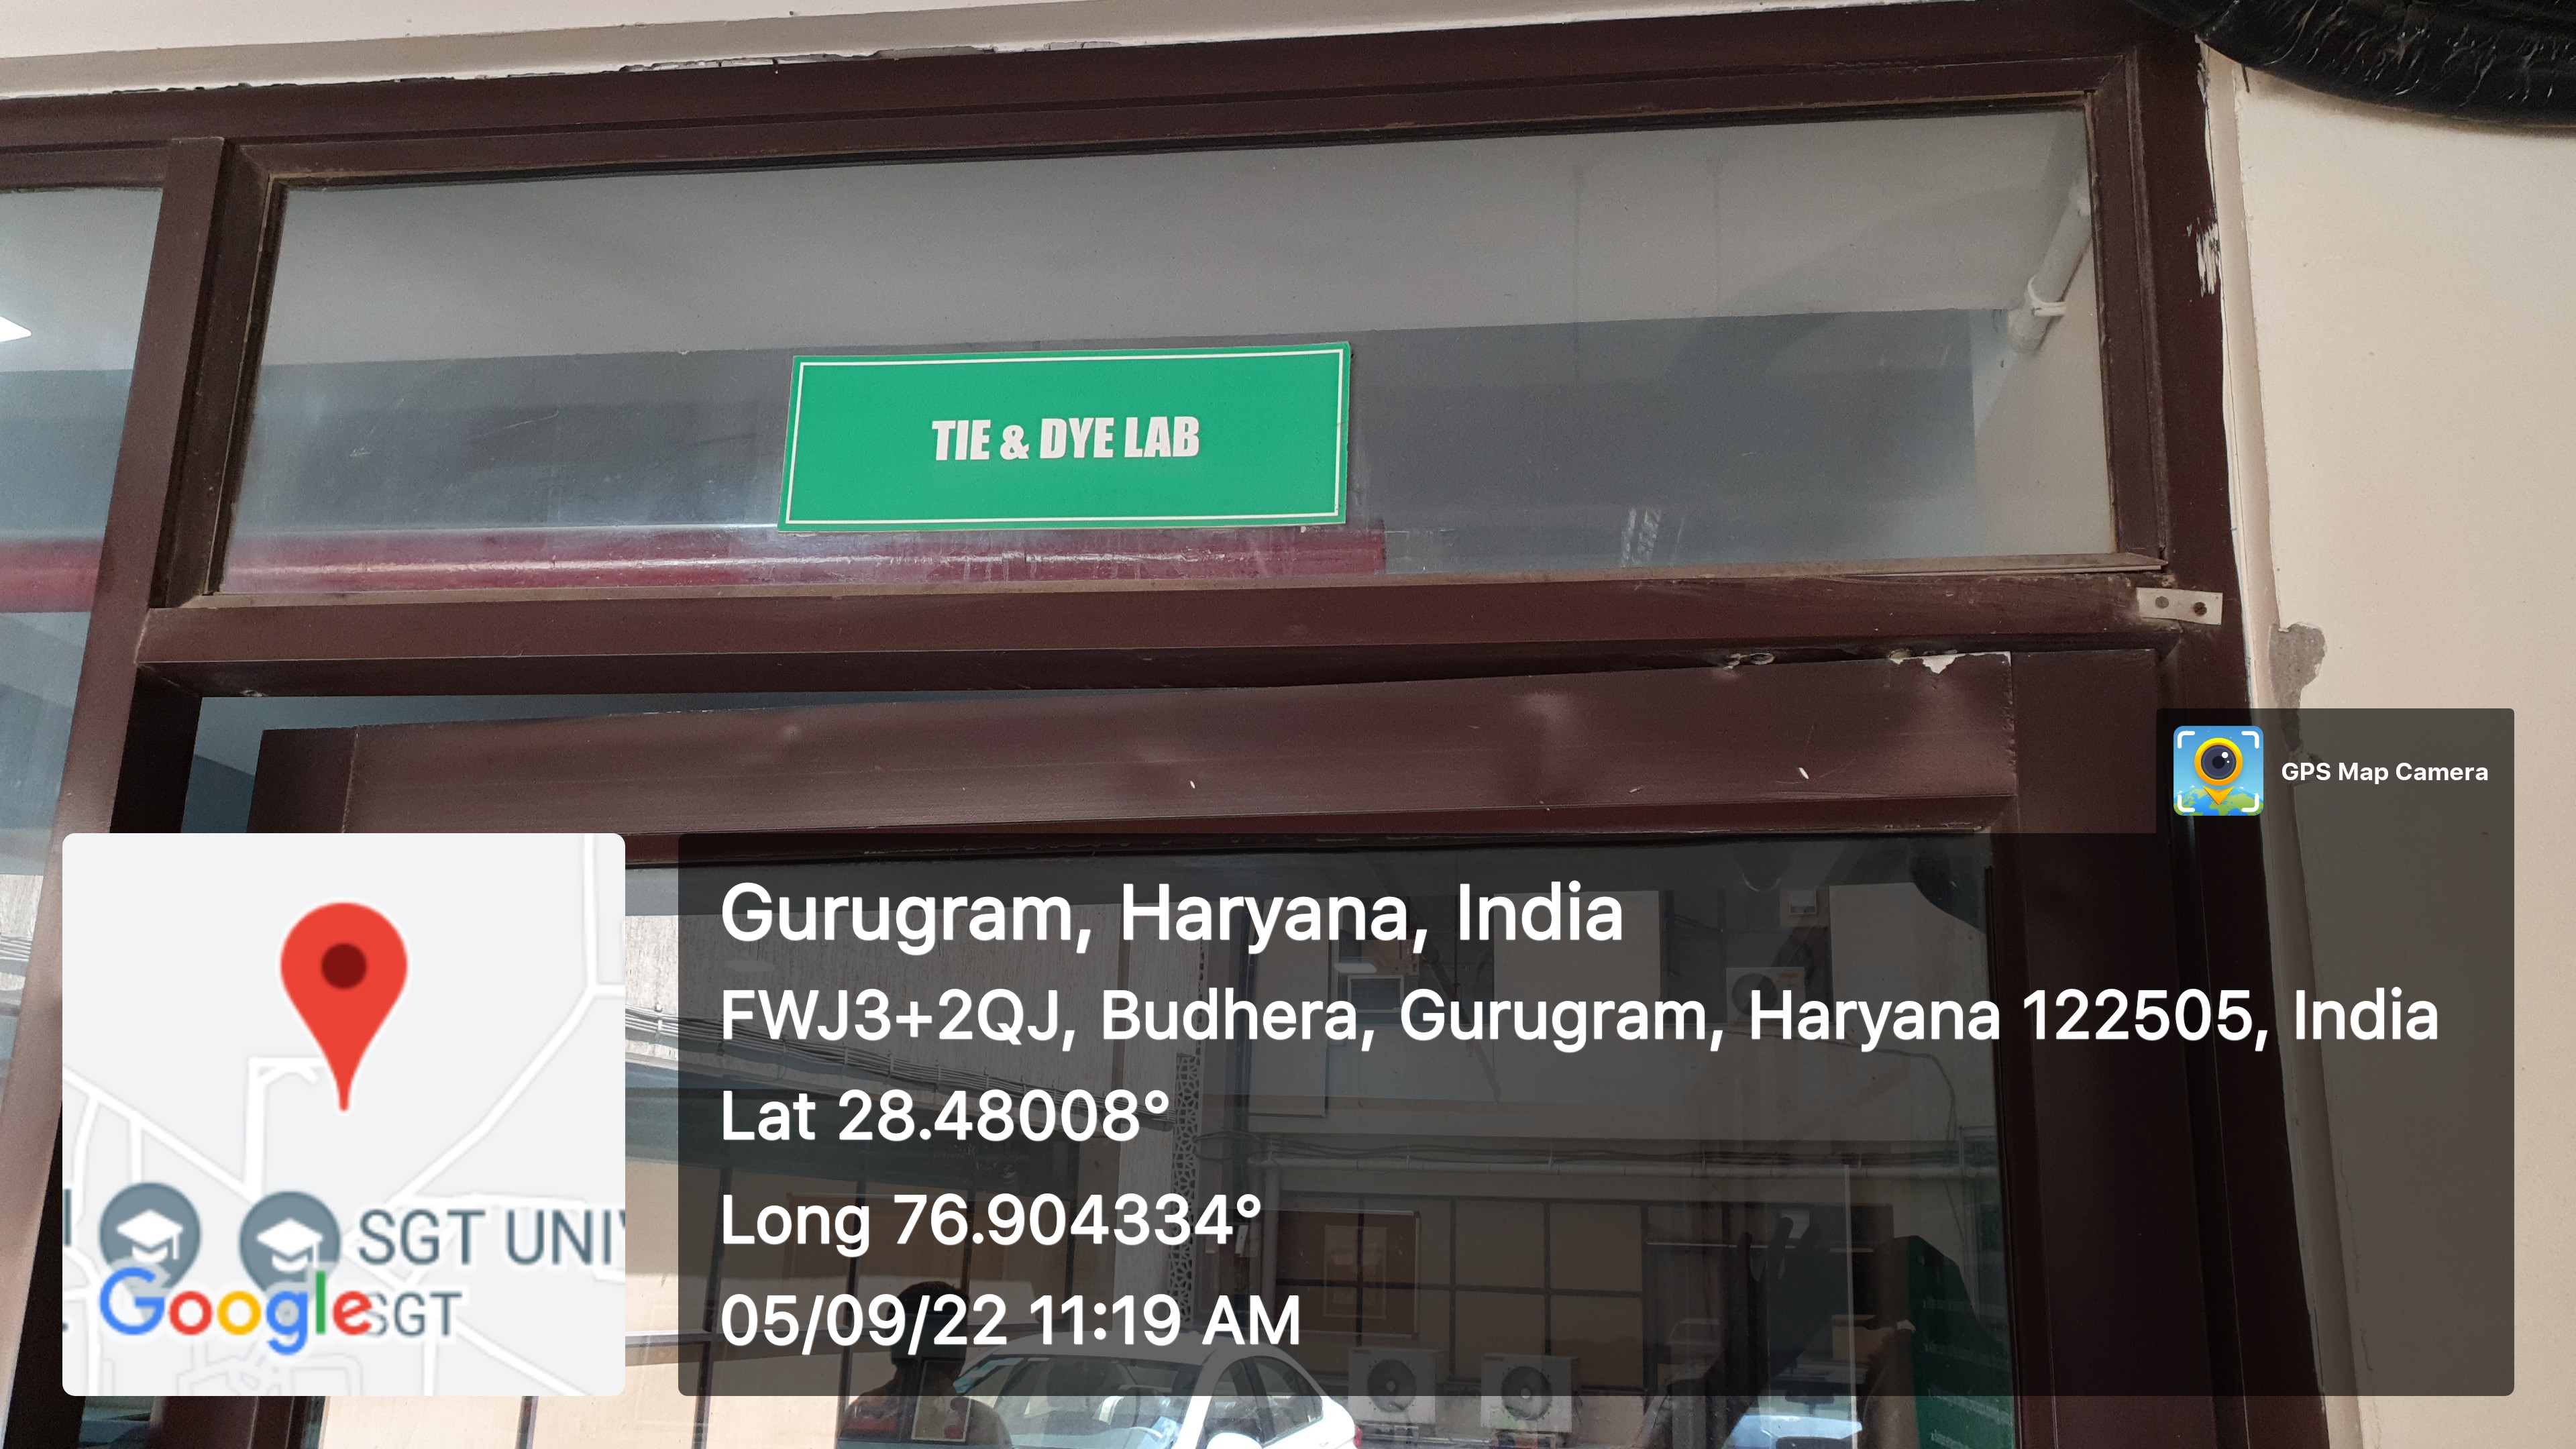 TIE & DYE LAB
GPS Map Camera
Gurugram, Haryana, India
FWJ3+2QJ, Budhera, Gurugram, Haryana 122505, India
Lat 28.48008°
Long 76.904334°
05/09/22 11:19 AM
SGT UNIV
Google
SGT